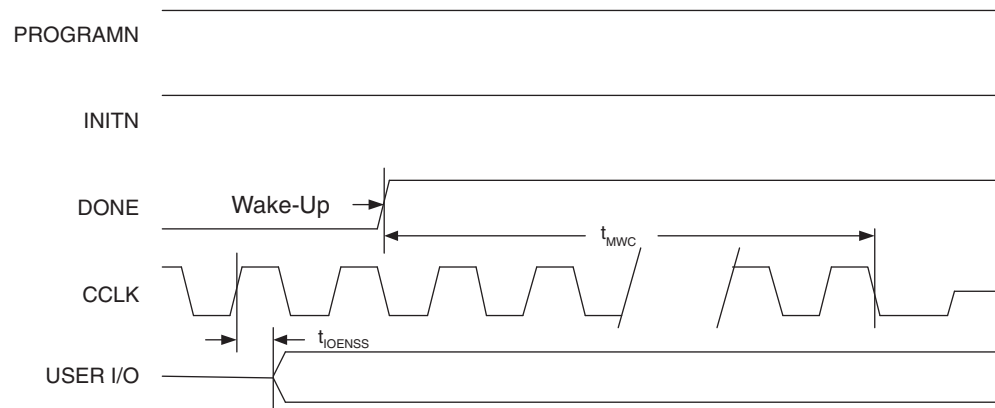 PROGRAMN
INITN
DONE
Wake-Up
tMWC
CCLK
tIOENSS
USER I/O